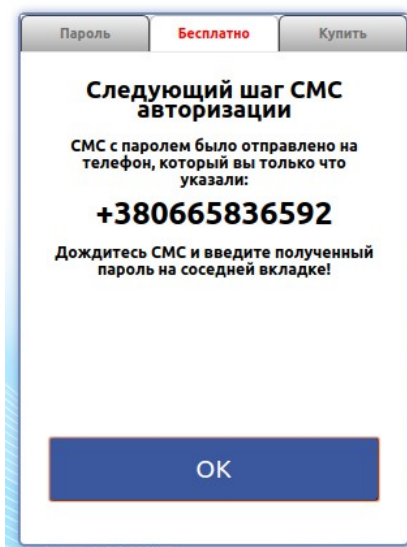 Пароль
Бесплатно
Купить
Следующий шаг СМС
авторизации
СМС с паролем было отправлено на
телефон, который вы только что
указали:
+380665836592
Дождитесь СМС и введите полученный
пароль на соседней вкладке!
OK